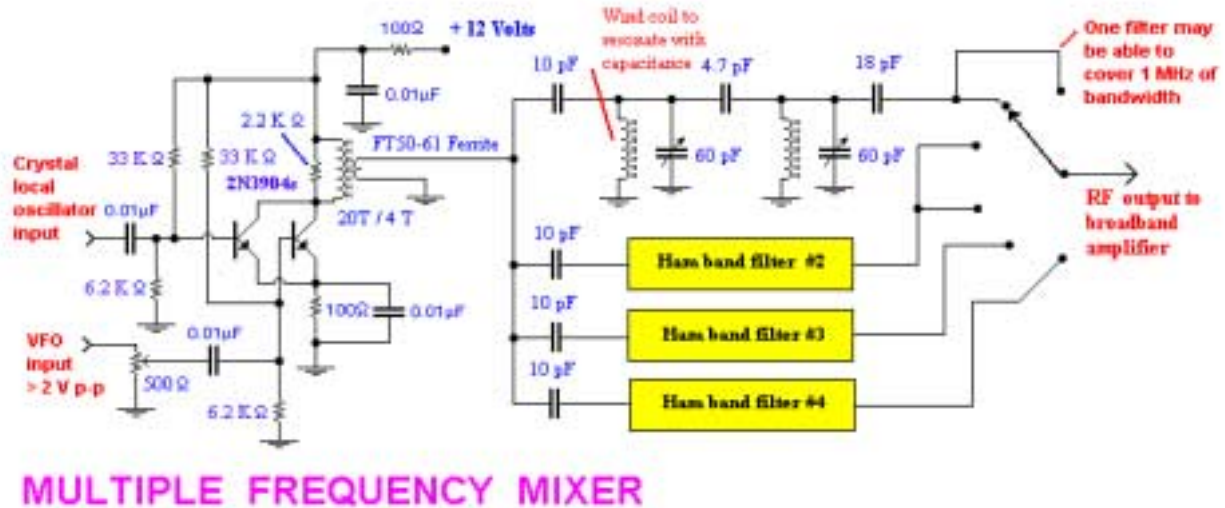 100Ω
+ 12 Volts
0.01µF
2.2 K Ω
33 K Ω
33 K Ω
2N3904s
FT50-61 Ferrite
20T / 4 T
Crystal
local
oscillator
input
0.01µF
6.2 K Ω
100Ω
0.01µF
VFO
input
> 2 V p-p
0.01µF
500 Ω
6.2 K Ω
Wind coil to
resonate with
capacitance
10 pF
4.7 pF
18 pF
60 pF
60 pF
One filter may
be able to
cover 1 MHz of
bandwidth
RF output to
broadband
amplifier
10 pF
Ham band filter #2
10 pF
Ham band filter #3
10 pF
Ham band filter #4
MULTIPLE FREQUENCY MIXER